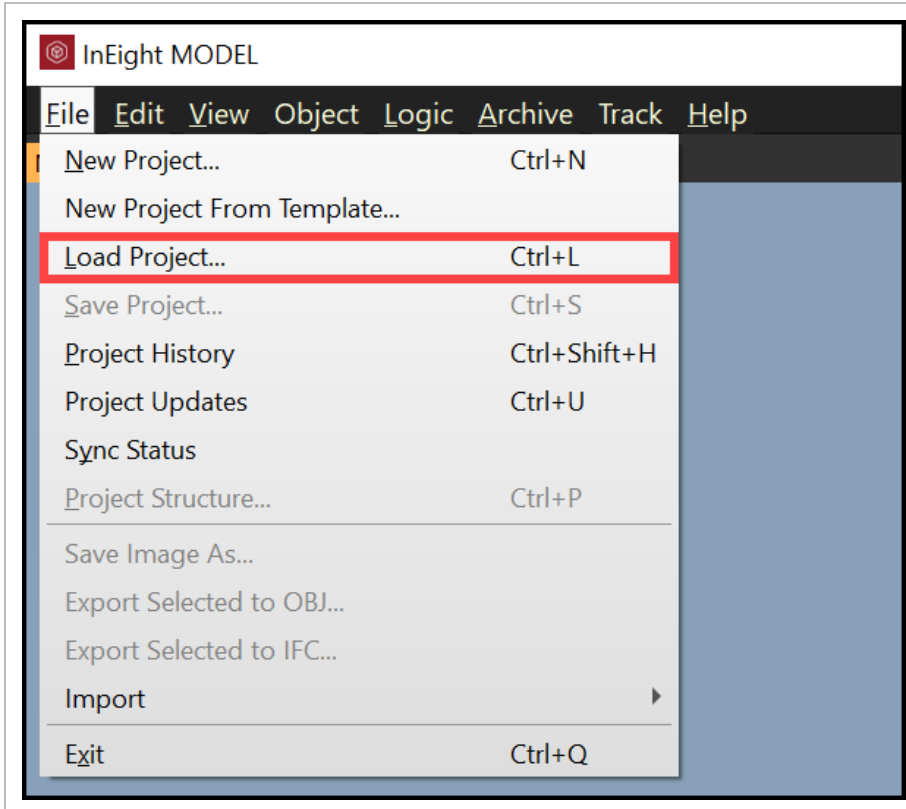 InEight MODEL
File Edit View Object Logic Archive Track Help
New Project... Ctrl+N
New Project From Template...
Load Project... Ctrl+L
Save Project... Ctrl+S
Project History Ctrl+Shift+H
Project Updates Ctrl+U
Sync Status
Project Structure... Ctrl+P
Save Image As...
Export Selected to OBJ...
Export Selected to IFC...
Import
Exit Ctrl+Q